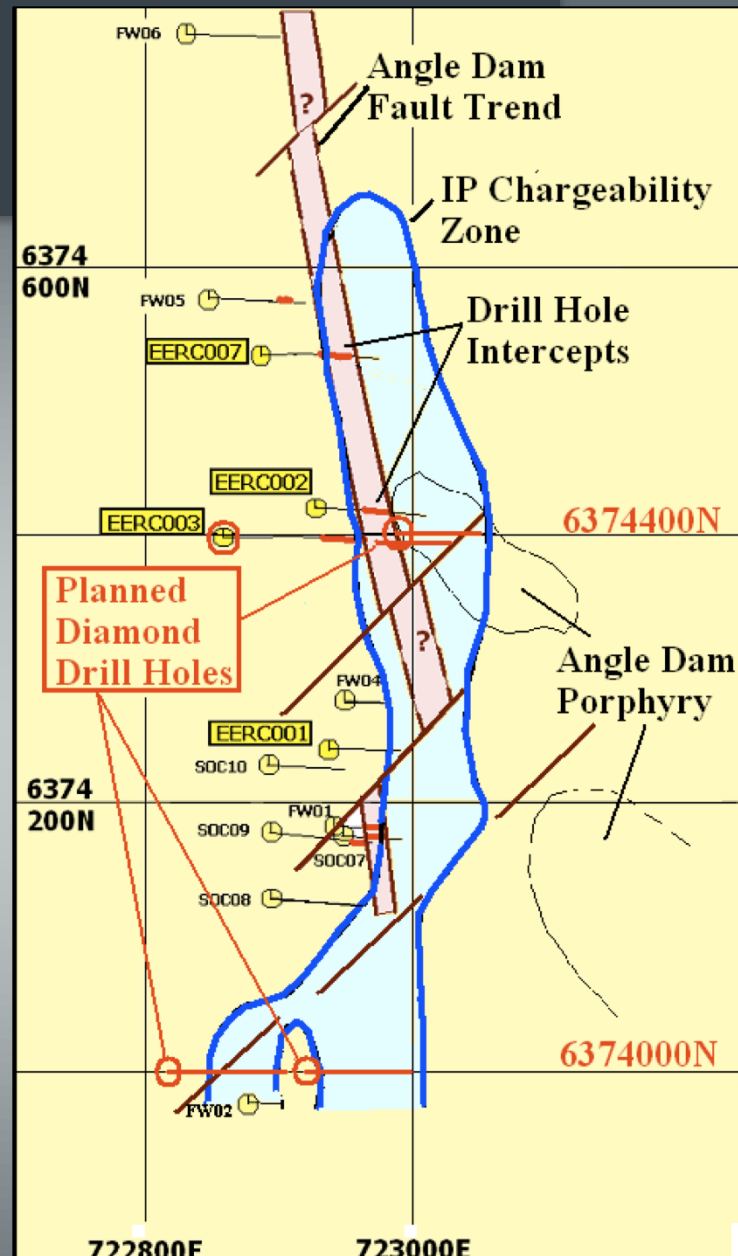 FW06
Angle Dam
Fault Trend
?
IP Chargeability
Zone
6374
600N
FW05
Drill Hole
Intercepts
EERC007
EERC002
EERC003
6374400N
Planned
Diamond
Drill Holes
?
Angle Dam
Porphyry
FW04
EERC001
SOC10
6374
200N
FW01
SOC09
SOC07
SOC08
6374000N
FW02
722800E
723000E